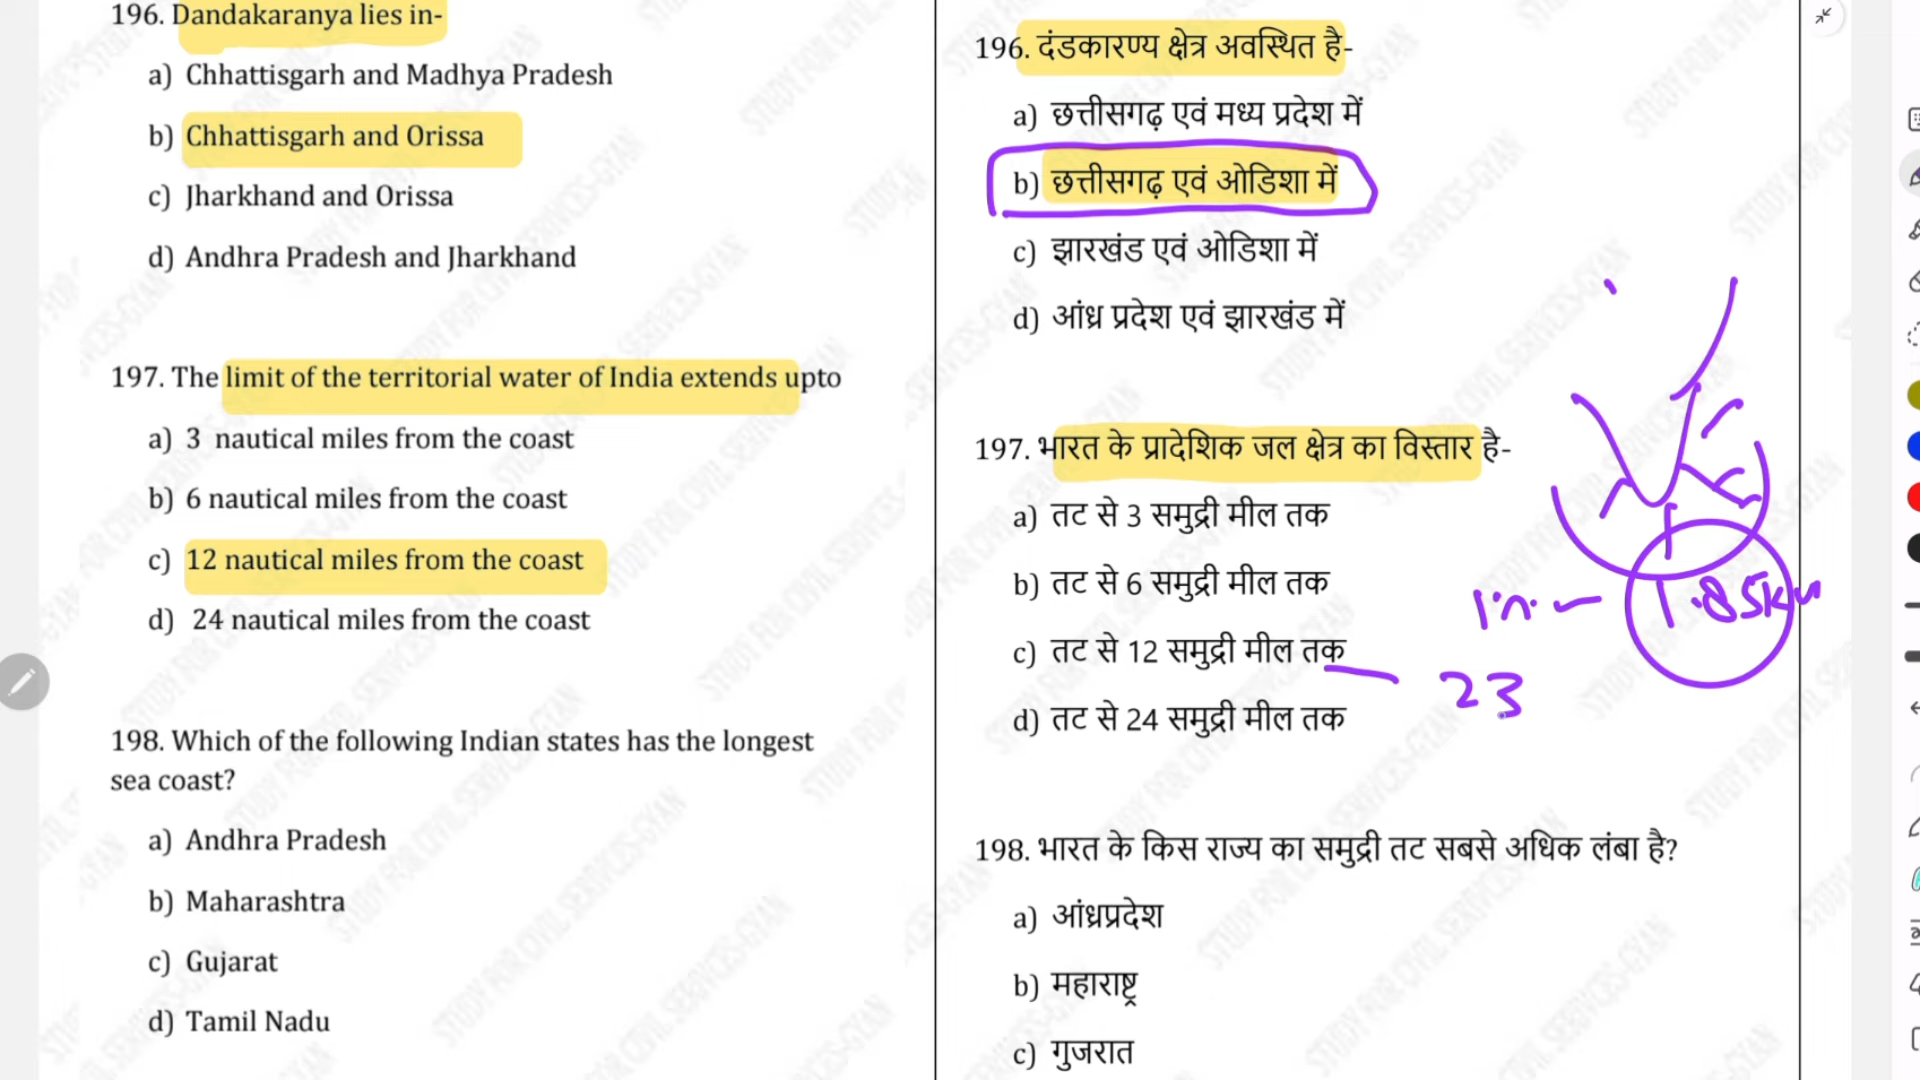 196. Dandakaranya lies in-
a) Chhattisgarh and Madhya Pradesh
b) Chhattisgarh and Orissa
c) Jharkhand and Orissa
d) Andhra Pradesh and Jharkhand
197. The limit of the territorial water of India extends upto
a) 3 nautical miles from the coast
b) 6 nautical miles from the coast
c) 12 nautical miles from the coast
d) 24 nautical miles from the coast
198. Which of the following Indian states has the longest
sea coast?
a) Andhra Pradesh
b) Maharashtra
c) Gujarat
d) Tamil Nadu
196. दंडकारण्य क्षेत्र अवस्थित है-
a) छत्तीसगढ़ एवं मध्य प्रदेश में
b) छत्तीसगढ़ एवं ओडिशा में
c) झारखंड एवं ओडिशा में
d) आंध्र प्रदेश एवं झारखंड में
197. भारत के प्रादेशिक जल क्षेत्र का विस्तार है-
a) तट से 3 समुद्री मील तक
b) तट से 6 समुद्री मील तक
1n. - 1.85km
c) तट से 12 समुद्री मील तक
23
d) तट से 24 समुद्री मील तक
198. भारत के किस राज्य का समुद्री तट सबसे अधिक लंबा है?
a) आंध्रप्रदेश
b) महाराष्ट्र
c) गुजरात
STUDY FOR CIVIL SERVICES-GYAN